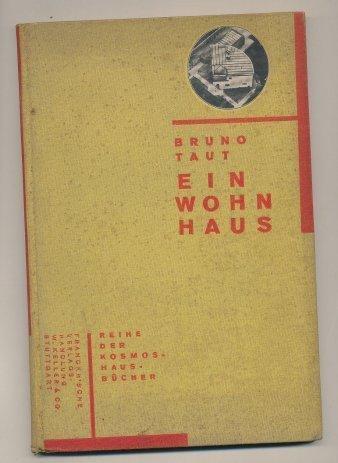 BRUNO
TAUT
EIN
WOHN
HAUS
REIHE
DER
KOSMOS-
HAUS-
BÜCHER
FRANCKH'SCHE
VERLAGS-
HANDLUNG
W. KELLER & CO.
STUTTGART